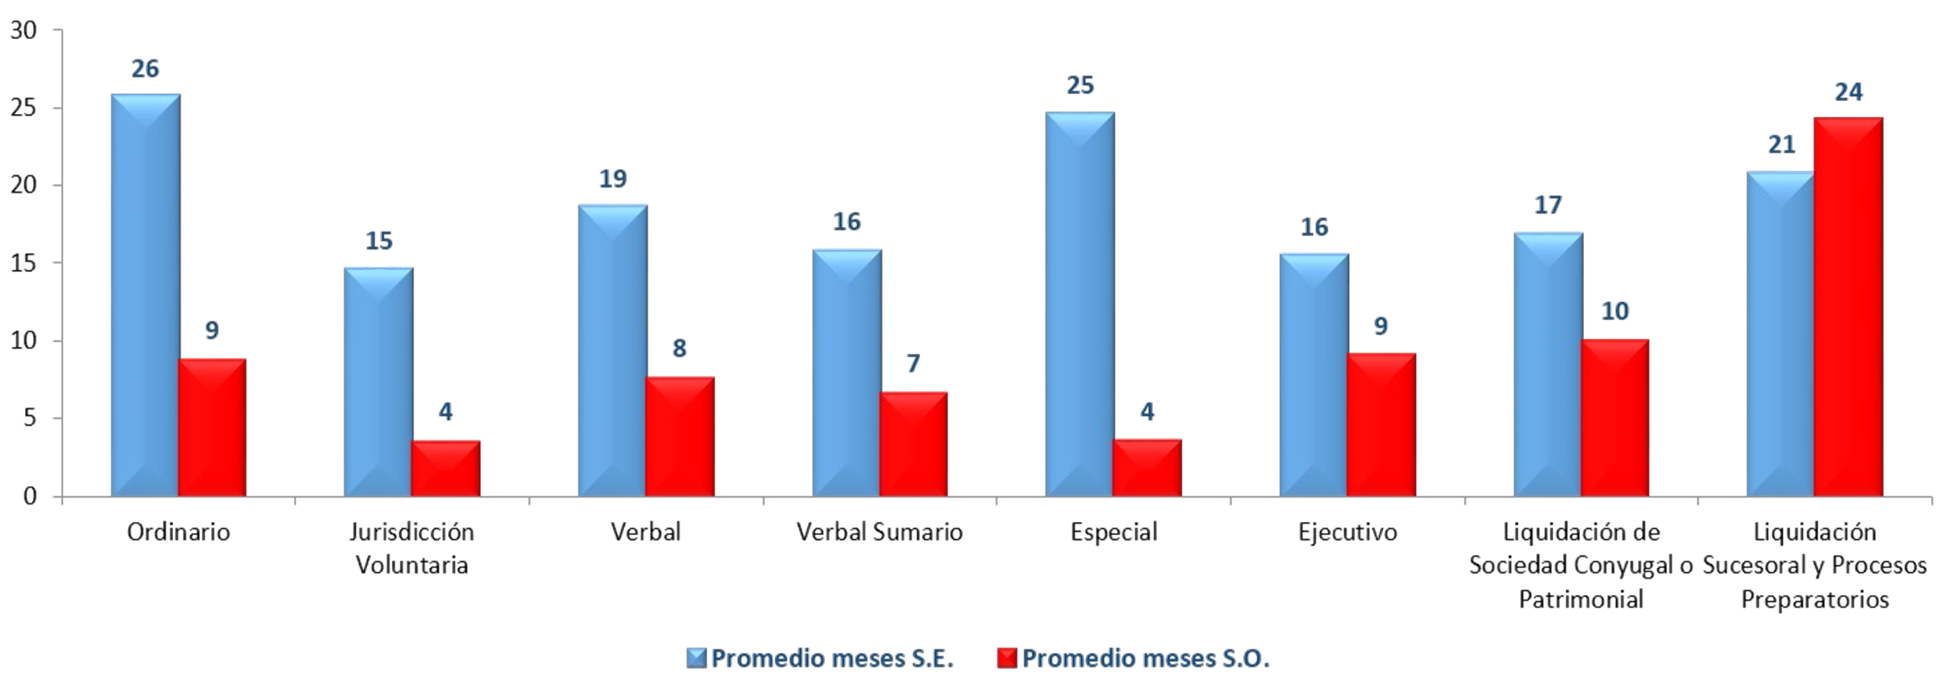 30
25
20
15
10
5
0
26
9
15
4
19
8
16
7
25
4
16
9
17
10
21
24
Ordinario
Jurisdicción
Voluntaria
Verbal
Verbal Sumario
Especial
Ejecutivo
Liquidación de
Sociedad Conyugal o
Patrimonial
Liquidación
Sucesoral y Procesos
Preparatorios
Promedio meses S.E.
Promedio meses S.O.